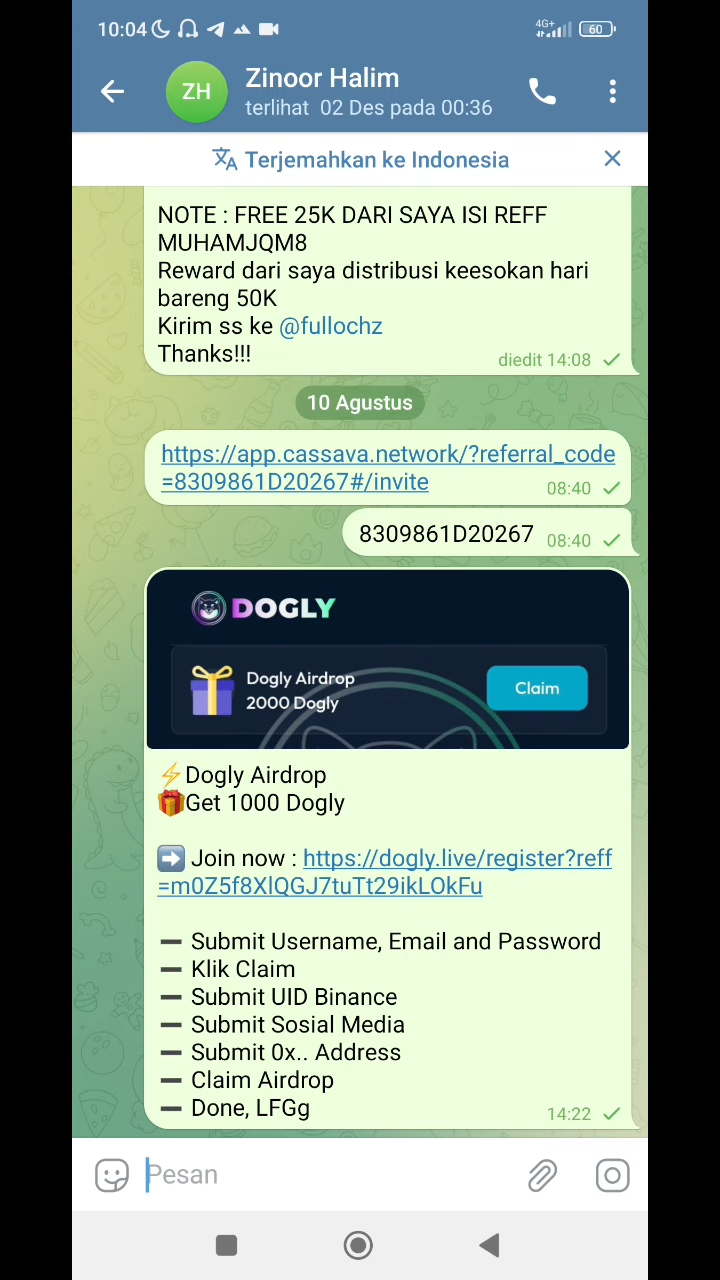 10:04
4G+
60
ZH
Zinoor Halim
terlihat 02 Des pada 00:36
Terjemahkan ke Indonesia
NOTE : FREE 25K DARI SAYA ISI REFF
MUHAMJQM8
Reward dari saya distribusi keesokan hari
bareng 50K
Kirim ss ke @fullochz
Thanks!!!
diedit 14:08
10 Agustus
https://app.cassava.network/?referral_code
=8309861D20267#/invite
08:40
8309861D20267
08:40
DOGLY
Dogly Airdrop
2000 Dogly
Claim
⚡Dogly Airdrop
🎁Get 1000 Dogly
➡️ Join now : https://dogly.live/register?reff
=m0Z5f8XlQGJ7tuTt29ikLOkFu
➖ Submit Username, Email and Password
➖ Klik Claim
➖ Submit UID Binance
➖ Submit Sosial Media
➖ Submit 0x.. Address
➖ Claim Airdrop
➖ Done, LFGg
14:22
Pesan